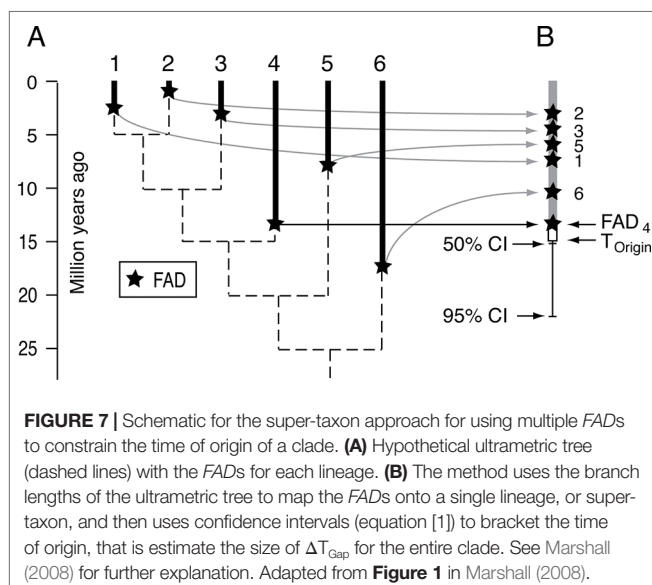 A
B
1 2 3 4 5 6
0
5
10
15
20
25
Million years ago
★ FAD
2
3
5
1
6
FAD4
TOrigin
50% CI
95% CI
FIGURE 7 | Schematic for the super-taxon approach for using multiple FADs
to constrain the time of origin of a clade. (A) Hypothetical ultrametric tree
(dashed lines) with the FADs for each lineage. (B) The method uses the branch
lengths of the ultrametric tree to map the FADs onto a single lineage, or super-
taxon, and then uses confidence intervals (equation [1]) to bracket the time
of origin, that is estimate the size of ΔTGap for the entire clade. See Marshall
(2008) for further explanation. Adapted from Figure 1 in Marshall (2008).